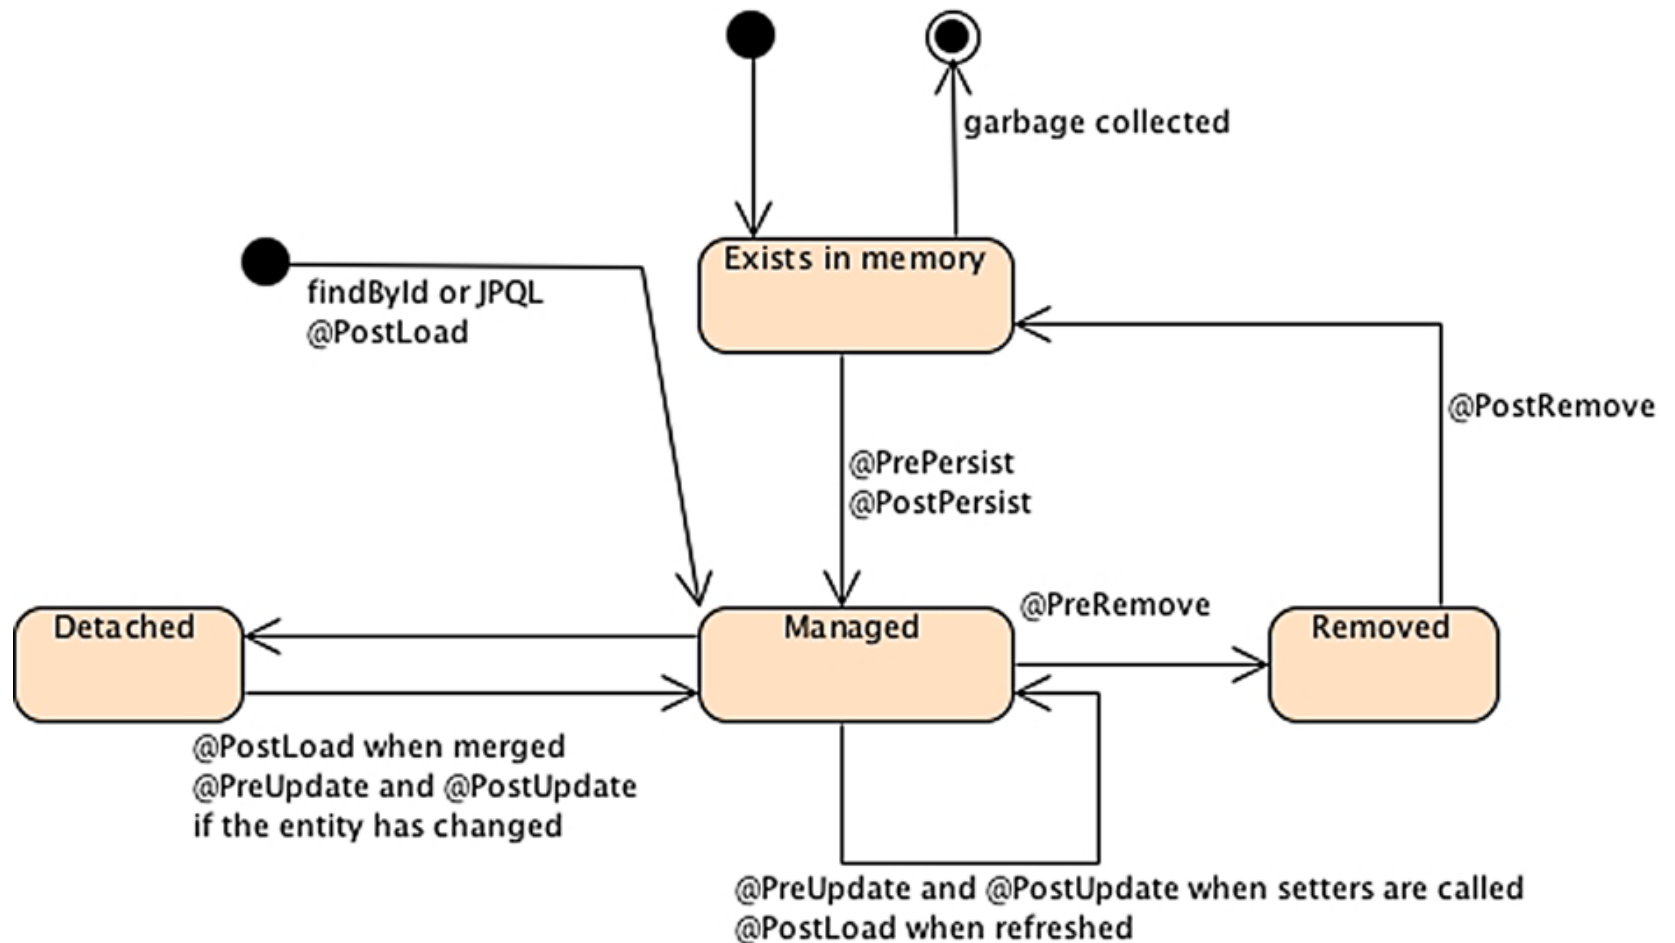 garbage collected
Exists in memory
findById or JPQL
@PostLoad
@PostRemove
@PrePersist
@PostPersist
@PreRemove
Detached
Managed
Removed
@PostLoad when merged
@PreUpdate and @PostUpdate
if the entity has changed
@PreUpdate and @PostUpdate when setters are called
@PostLoad when refreshed